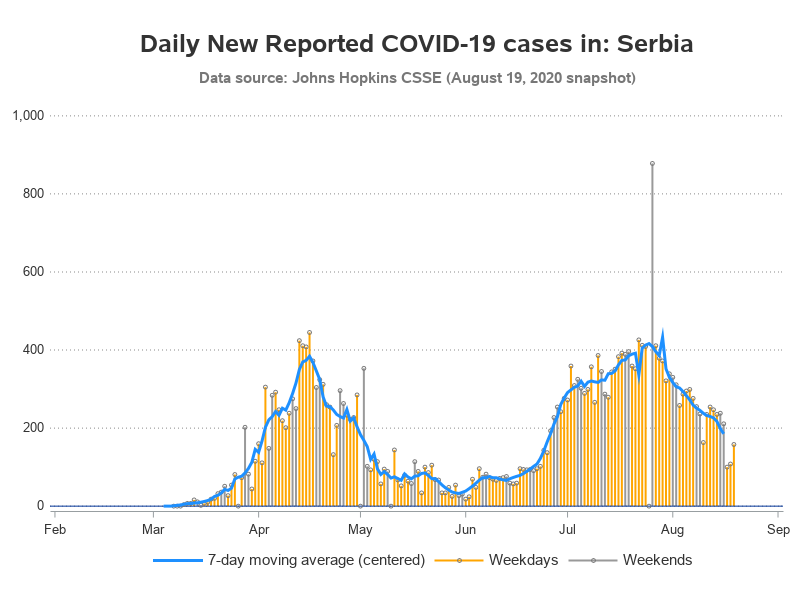 Daily New Reported COVID-19 cases in: Serbia
Data source: Johns Hopkins CSSE (August 19, 2020 snapshot)
1,000
800
600
400
200
0
Feb Mar Apr May Jun Jul Aug Sep
7-day moving average (centered) Weekdays Weekends